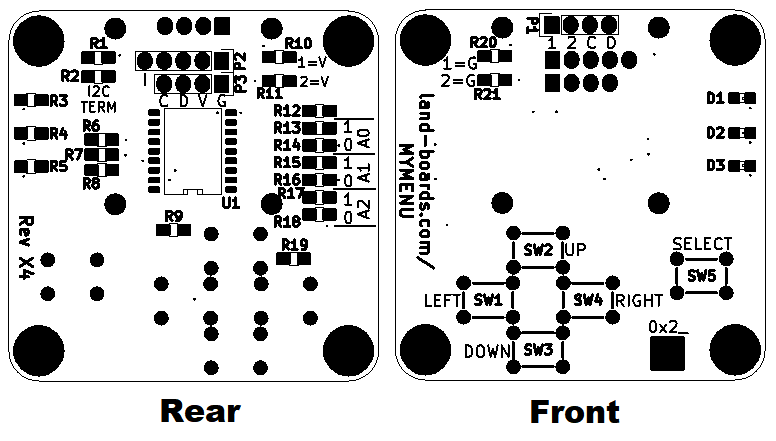 R1
R2
I2C
TERM
R3
R4
R5
R6
R7
R8
1
P2
P3
C D V G
R10
1=V
2=V
R11
R12
R13 1
R14 0
A0
R15 1
R16 0
A1
R17 1
R18 0
A2
U1
R9
R19
Rev X4
Rear
P1
1 2 C D
R20
1=G
2=G
R21
land-boards.com/
MYMENU
D1
D2
D3
SW2 UP
LEFT SW1
SW4 RIGHT
DOWN SW3
SELECT
SW5
0x2_
Front